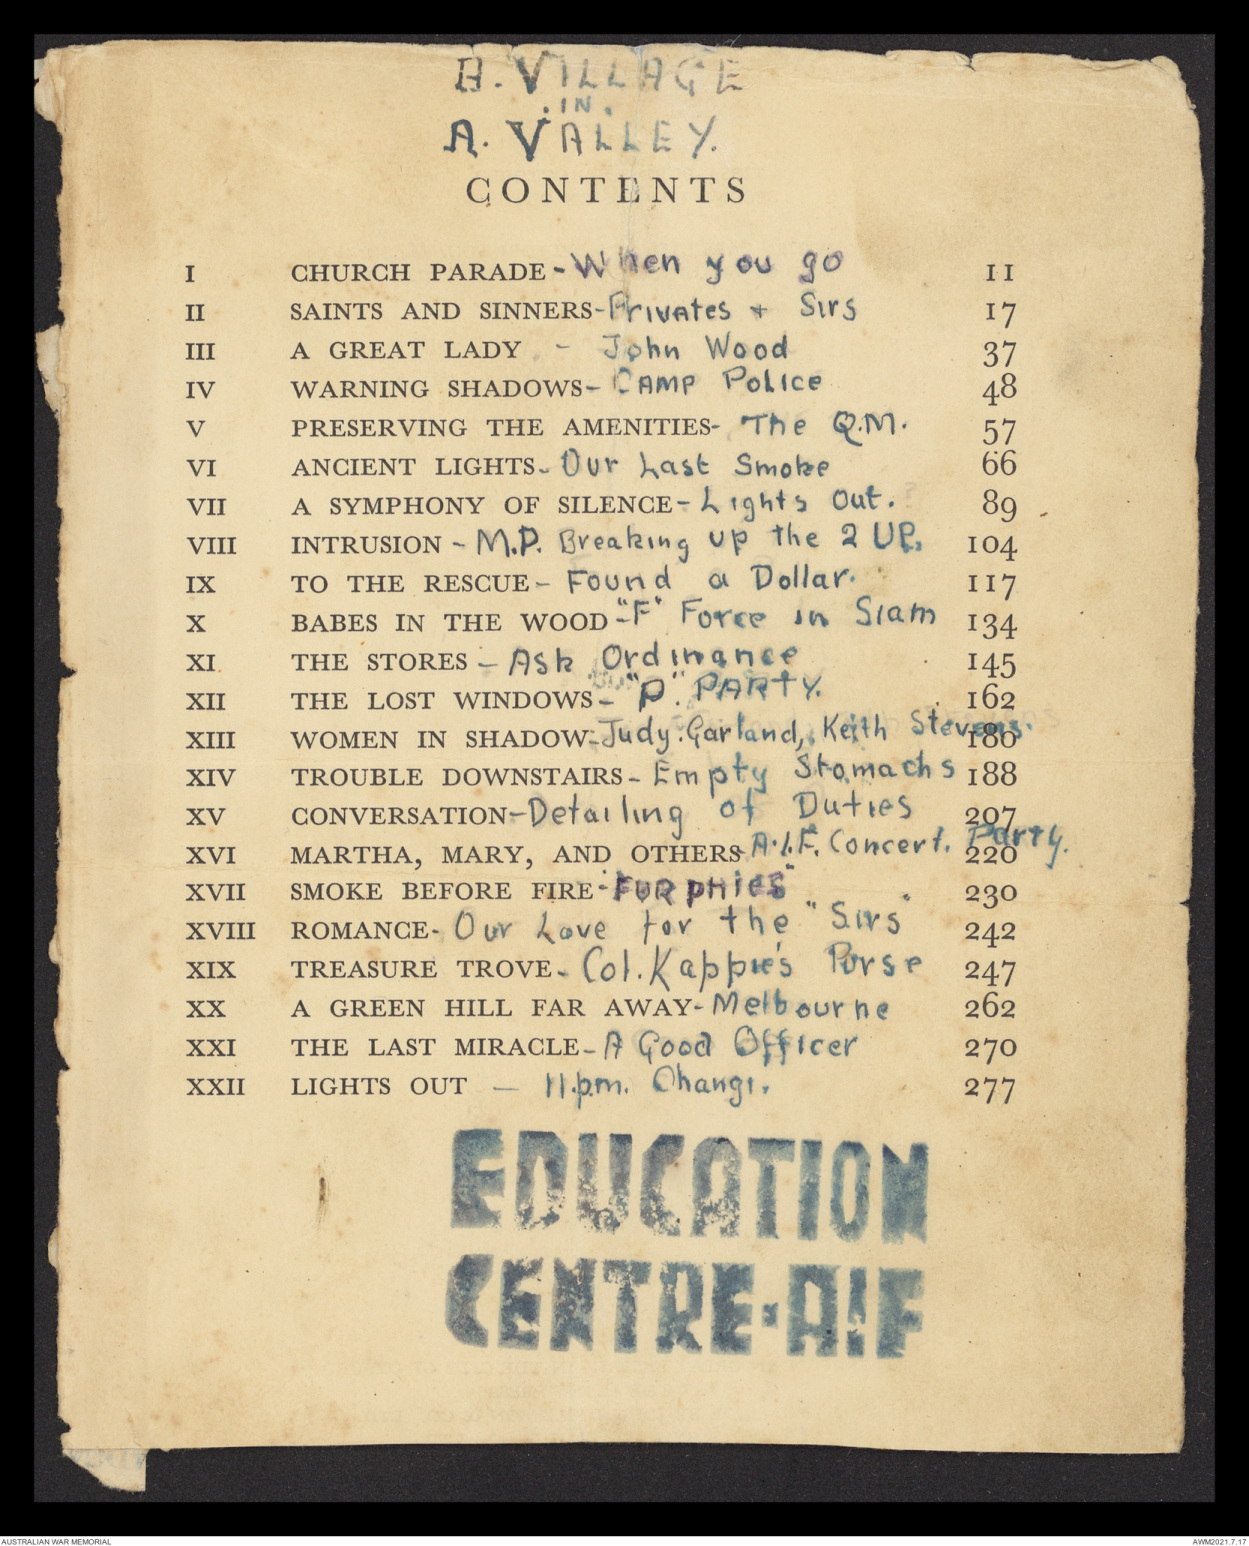 A. VILLAGE
. IN .
A. VALLEY.
CONTENTS
I CHURCH PARADE - When you go 11
II SAINTS AND SINNERS - Privates + Sirs 17
III A GREAT LADY - John Wood 37
IV WARNING SHADOWS - CAMP Police 48
V PRESERVING THE AMENITIES - The Q.M. 57
VI ANCIENT LIGHTS - Our Last Smoke 66
VII A SYMPHONY OF SILENCE - Lights Out. 89
VIII INTRUSION - M.P. Breaking up the 2 UP. 104
IX TO THE RESCUE - Found a Dollar. 117
X BABES IN THE WOOD - "F" Force in Siam 134
XI THE STORES - Ask Ordinance 145
XII THE LOST WINDOWS - "P". PARTY. 162
XIII WOMEN IN SHADOW - Judy. Garland, Keith Stevens. 180
XIV TROUBLE DOWNSTAIRS - Empty Stomachs 188
XV CONVERSATION - Detailing of Duties 207
XVI MARTHA, MARY, AND OTHERS - A.I.F. Concert. Party. 220
XVII SMOKE BEFORE FIRE - "FURPHIES" 230
XVIII ROMANCE - Our Love for the "Sirs" 242
XIX TREASURE TROVE - Col. Kappie's Purse 247
XX A GREEN HILL FAR AWAY - Melbourne 262
XXI THE LAST MIRACLE - A Good Officer 270
XXII LIGHTS OUT - 11.p.m. Changi. 277
EDUCATION
CENTRE-AIF
AUSTRALIAN WAR MEMORIAL AWM2021.7.17